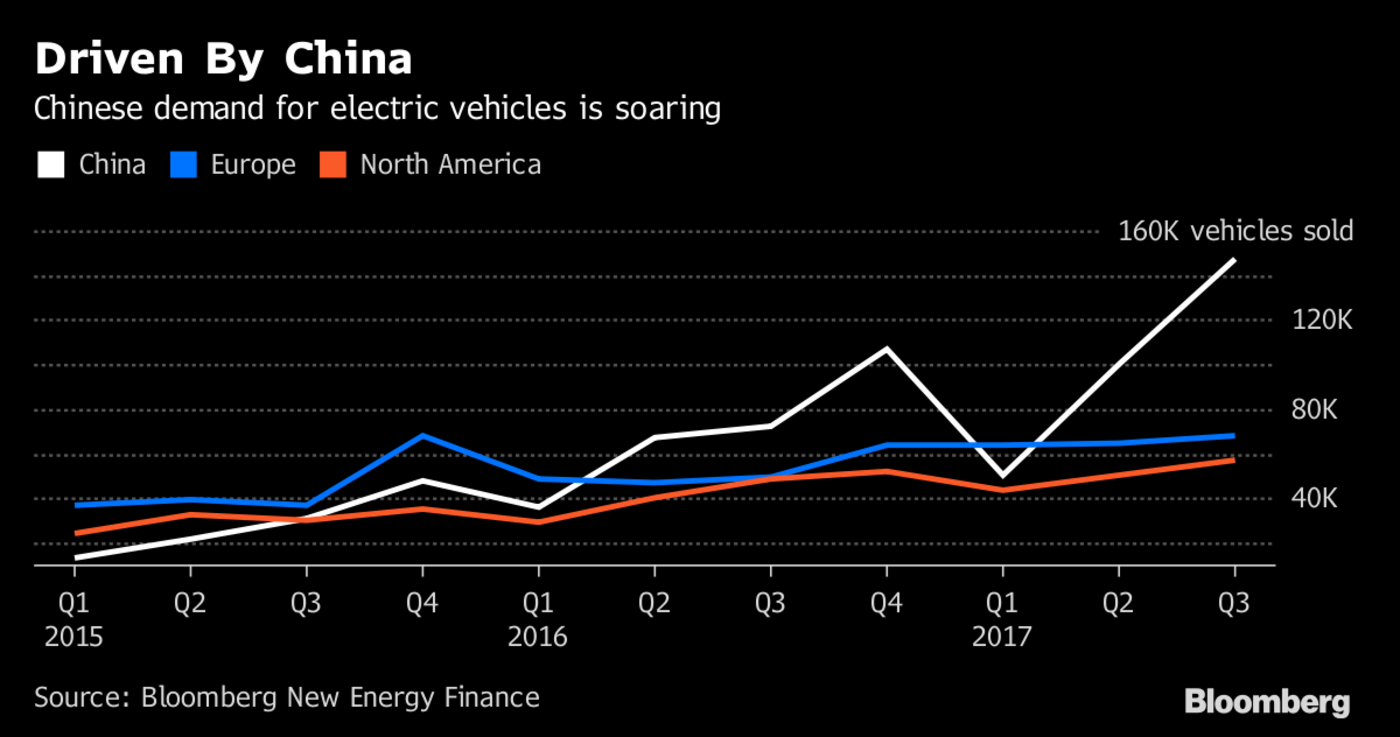 Driven By China
Chinese demand for electric vehicles is soaring
China Europe North America
160K vehicles sold
120K
80K
40K
Q1 Q2 Q3 Q4 Q1 Q2 Q3 Q4 Q1 Q2 Q3
2015 2016 2017
Source: Bloomberg New Energy Finance
Bloomberg